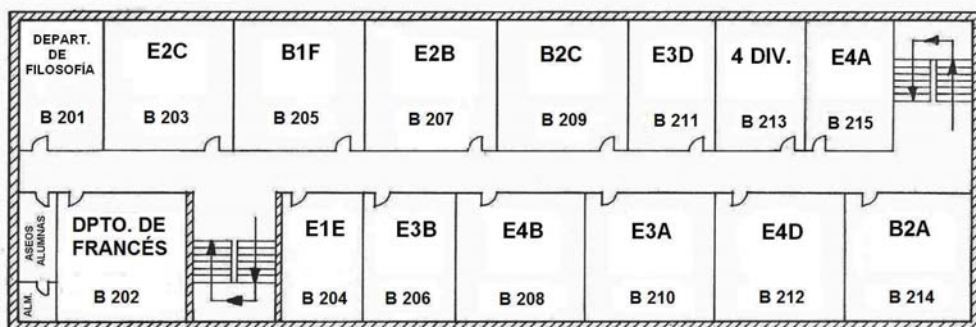 DEPART.
DE
FILOSOFÍA
B 201
E2C
B 203
B1F
B 205
E2B
B 207
B2C
B 209
E3D
B 211
4 DIV.
B 213
E4A
B 215
ASEOS
ALUMNAS
ALM.
DPTO. DE
FRANCÉS
B 202
E1E
B 204
E3B
B 206
E4B
B 208
E3A
B 210
E4D
B 212
B2A
B 214